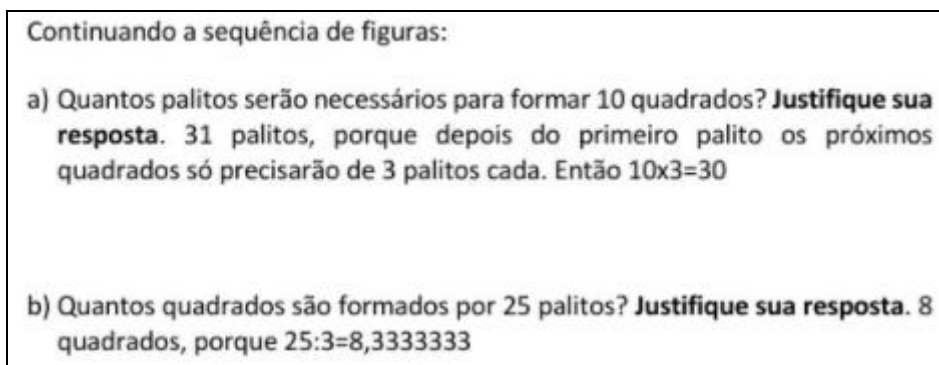 Continuando a sequência de figuras:
a) Quantos palitos serão necessários para formar 10 quadrados? Justifique sua
resposta. 31 palitos, porque depois do primeiro palito os próximos
quadrados só precisarão de 3 palitos cada. Então 10x3=30
b) Quantos quadrados são formados por 25 palitos? Justifique sua resposta. 8
quadrados, porque 25:3=8,3333333